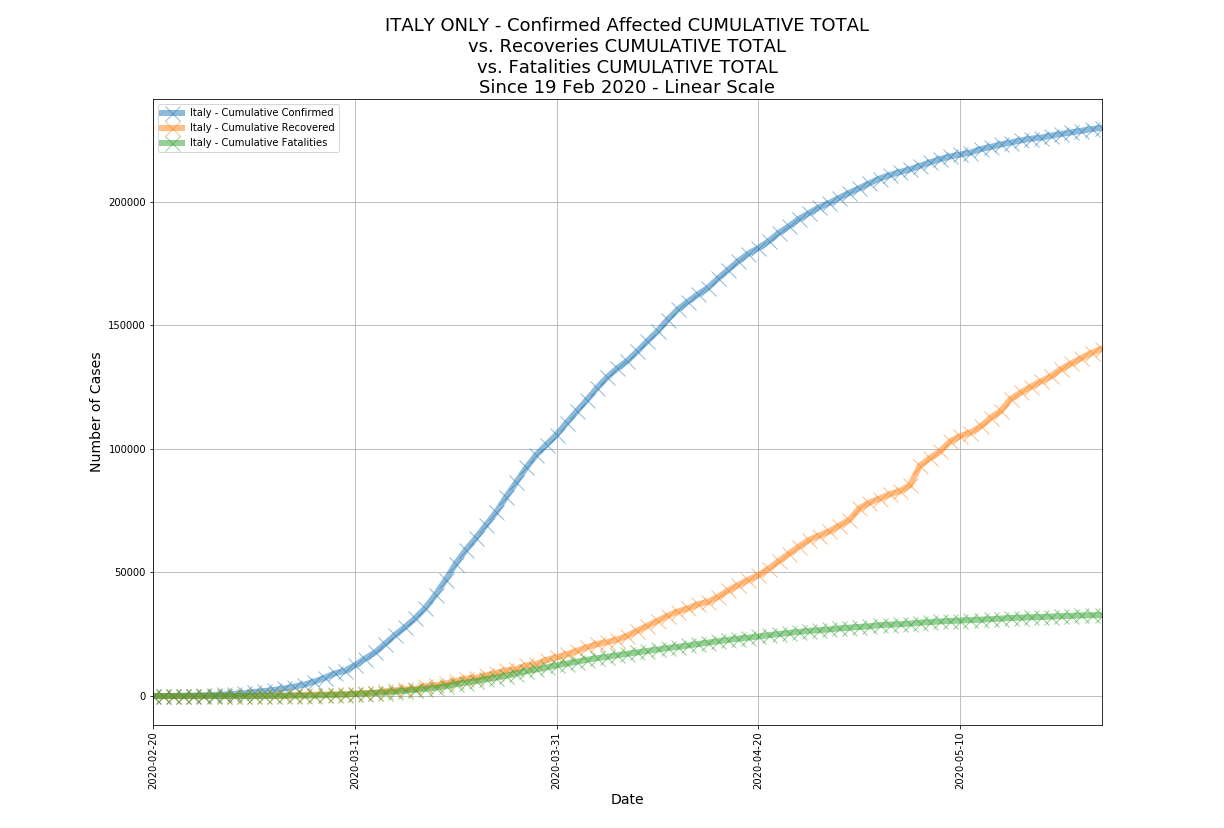 ITALY ONLY - Confirmed Affected CUMULATIVE TOTAL
vs. Recoveries CUMULATIVE TOTAL
vs. Fatalities CUMULATIVE TOTAL
Since 19 Feb 2020 - Linear Scale
Italy - Cumulative Confirmed
Italy - Cumulative Recovered
Italy - Cumulative Fatalities
200000
150000
100000
50000
0
Number of Cases
2020-02-20
2020-03-11
2020-03-31
2020-04-20
2020-05-10
Date